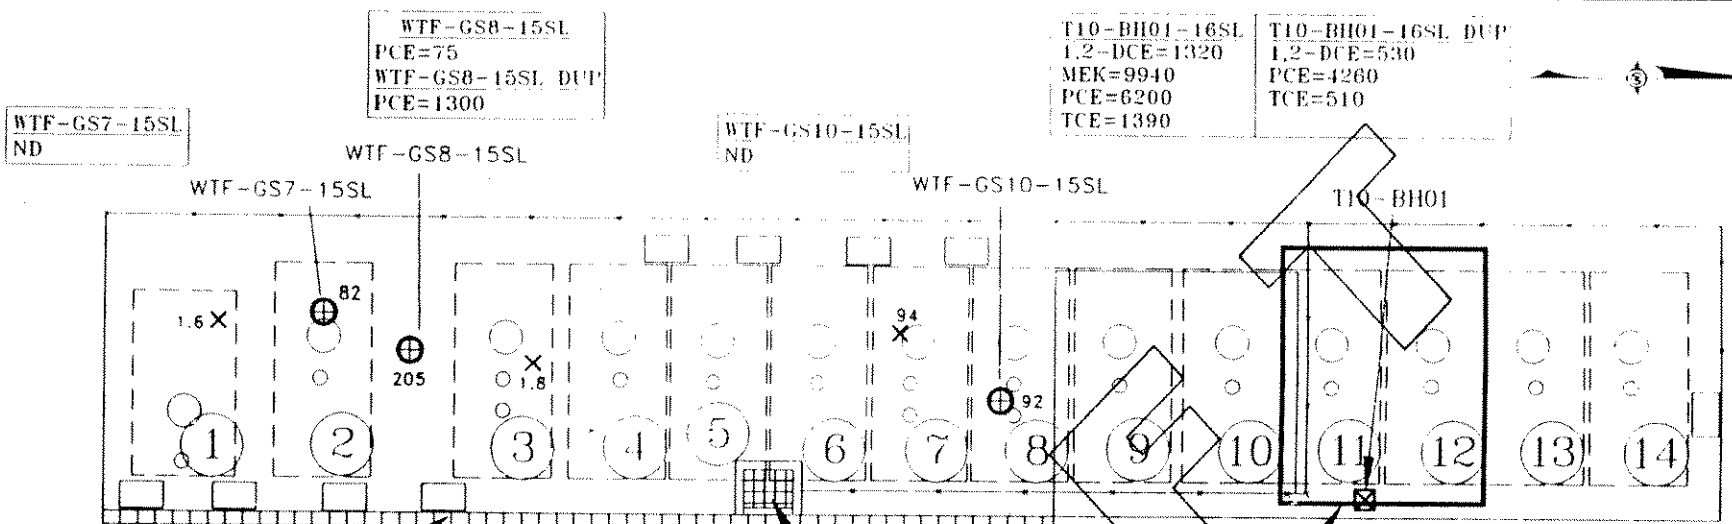 WTF-GS8-15SL
PCE=75
WTF-GS8-15SL DUP
PCE=1300
T10-BH01-16SL
1,2-DCE=1320
MEK=9940
PCE=6200
TCE=1390
T10-BH01-16SL DUP
1,2-DCE=530
PCE=4260
TCE=510
S
WTF-GS7-15SL
ND
WTF-GS10-15SL
ND
WTF-GS8-15SL
WTF-GS7-15SL
WTF-GS10-15SL
T10-BH01
82
1.6
94
205
1.8
92
1
2
3
4
5
6
7
8
9
10
11
12
13
14